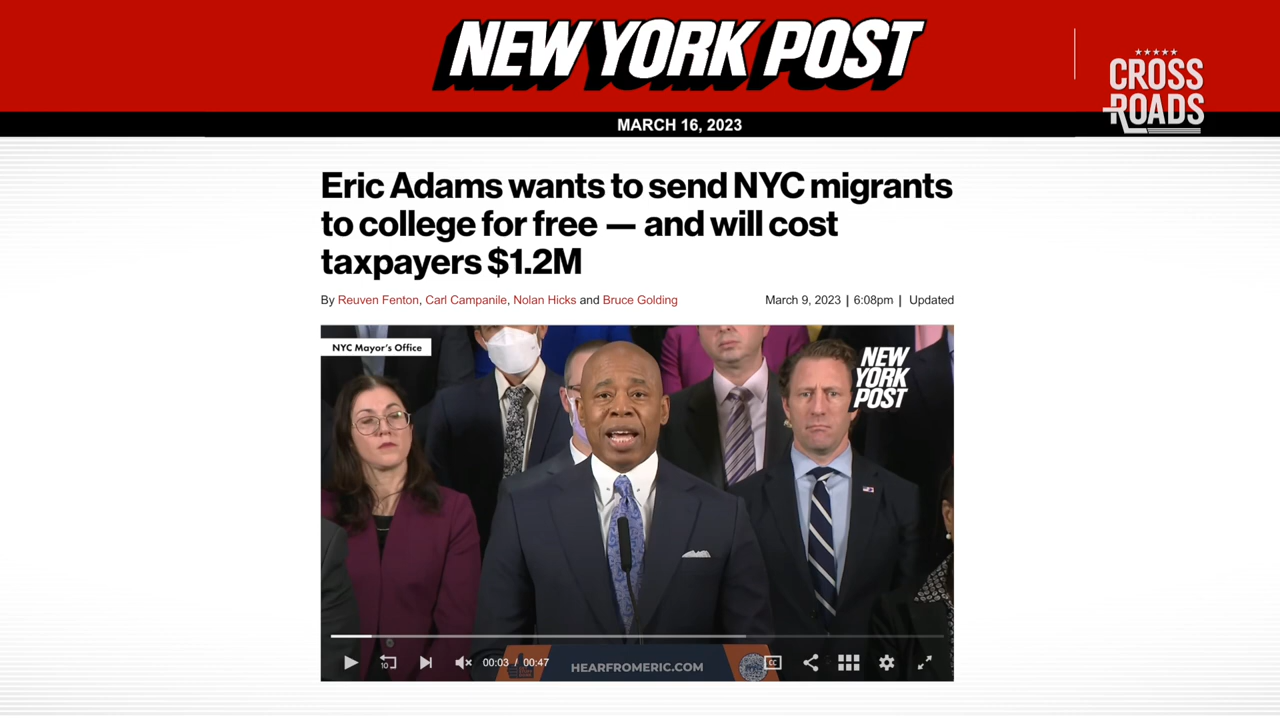 NEW YORK POST
★★★★★
CROSS
ROADS
MARCH 16, 2023
Eric Adams wants to send NYC migrants
to college for free — and will cost
taxpayers $1.2M
By Reuven Fenton, Carl Campanile, Nolan Hicks and Bruce Golding
March 9, 2023 | 6:08pm | Updated
NYC Mayor's Office
NEW
YORK
POST
10
00:03 / 00:47
HEARFROMERIC.COM
CC